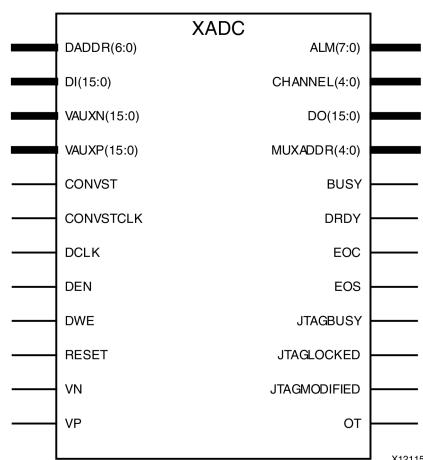 XADC
DADDR(6:0) ALM(7:0)
DI(15:0) CHANNEL(4:0)
VAUXN(15:0) DO(15:0)
VAUXP(15:0) MUXADDR(4:0)
CONVST BUSY
CONVSTCLK DRDY
DCLK EOC
DEN EOS
DWE JTAGBUSY
RESET JTAGLOCKED
VN JTAGMODIFIED
VP OT
X12115